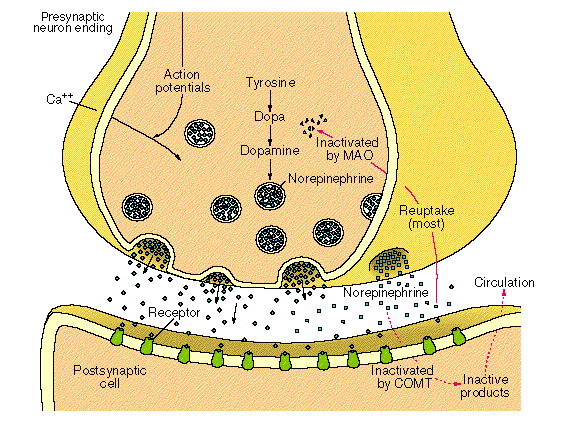 Presynaptic
neuron ending
Ca++
Action
potentials
Tyrosine
Dopa
Dopamine
Norepinephrine
Inactivated
by MAO
Reuptake
(most)
Circulation
Norepinephrine
Receptor
Postsynaptic
cell
Inactivated
by COMT
Inactive
products